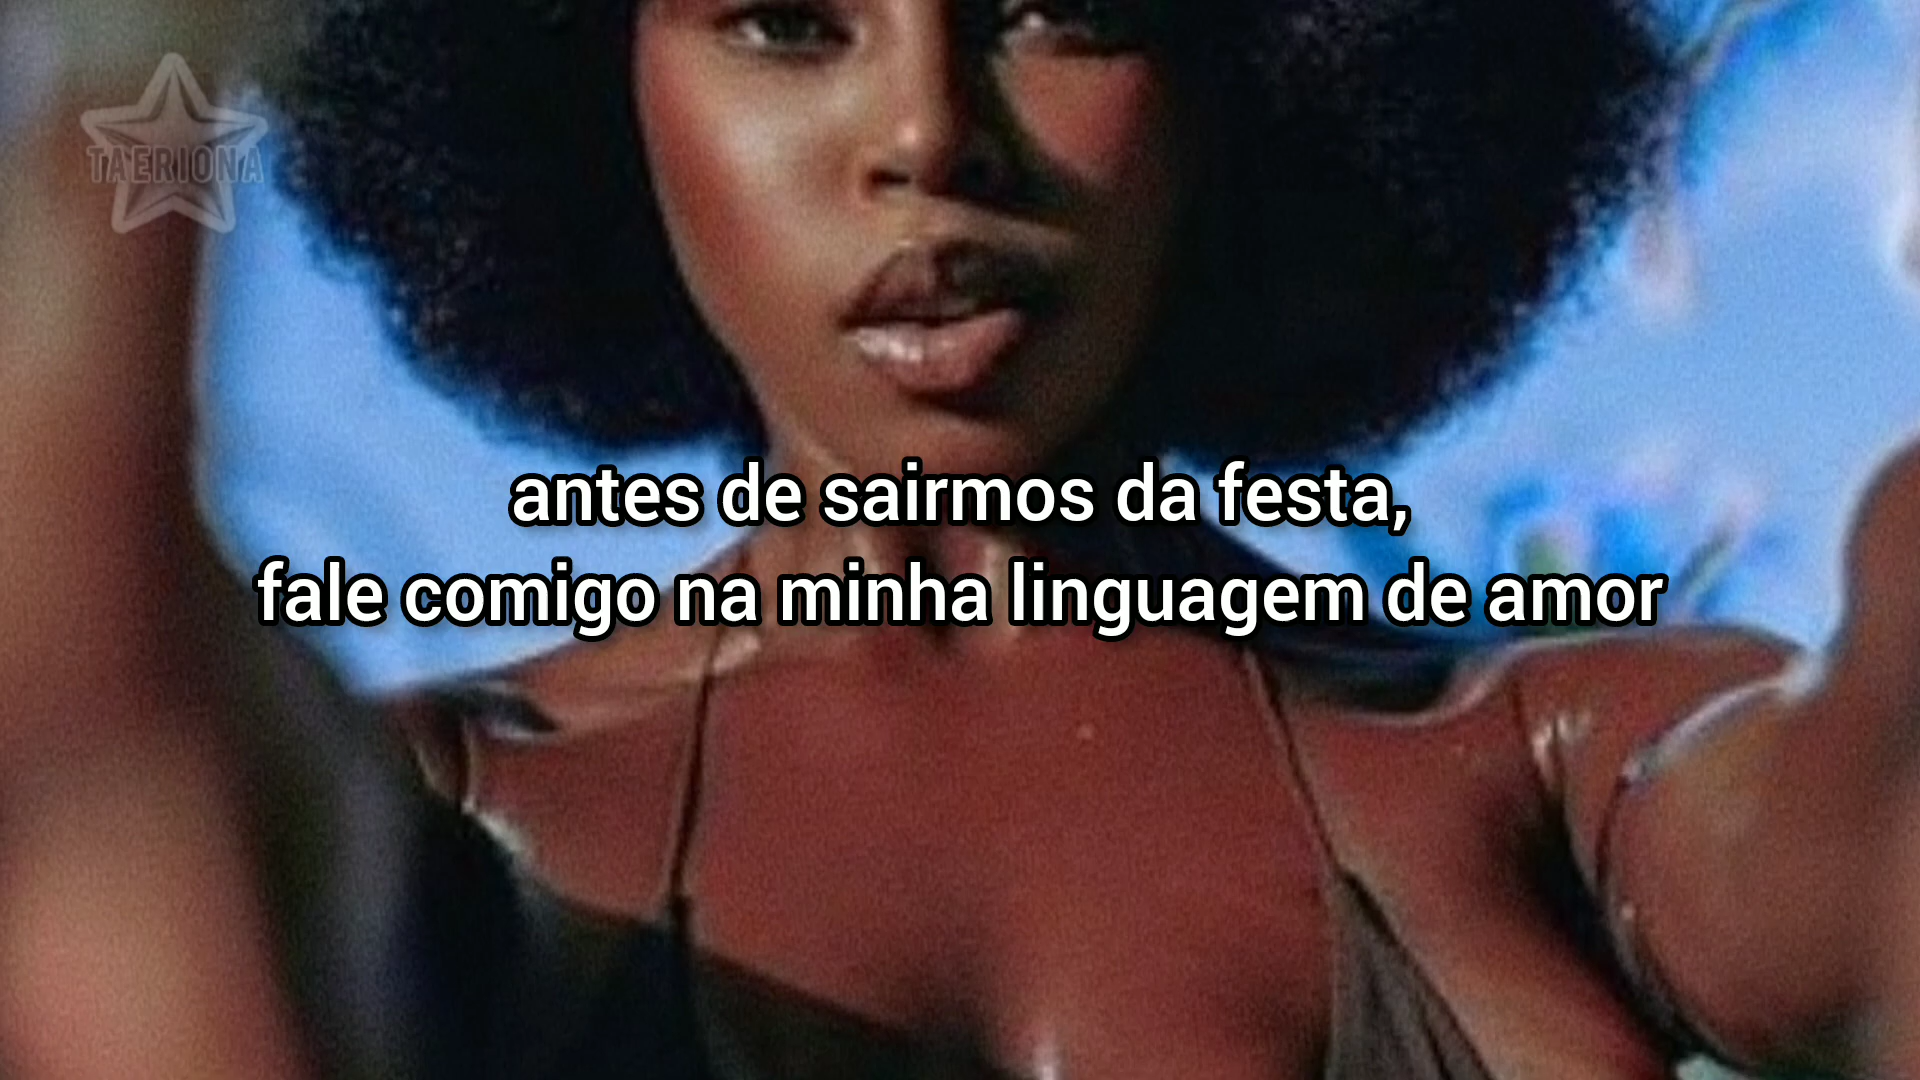 TAERIONA
antes de sairmos da festa,
fale comigo na minha linguagem de amor